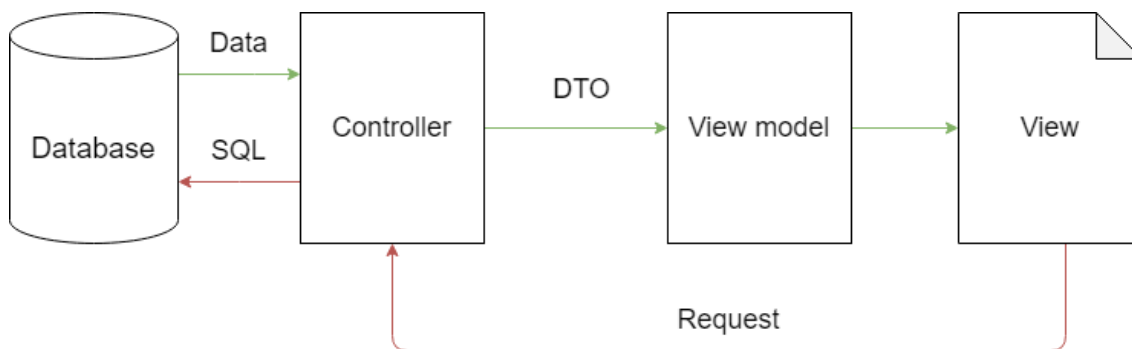 Data
DTO
Database
SQL
Controller
View model
View
Request